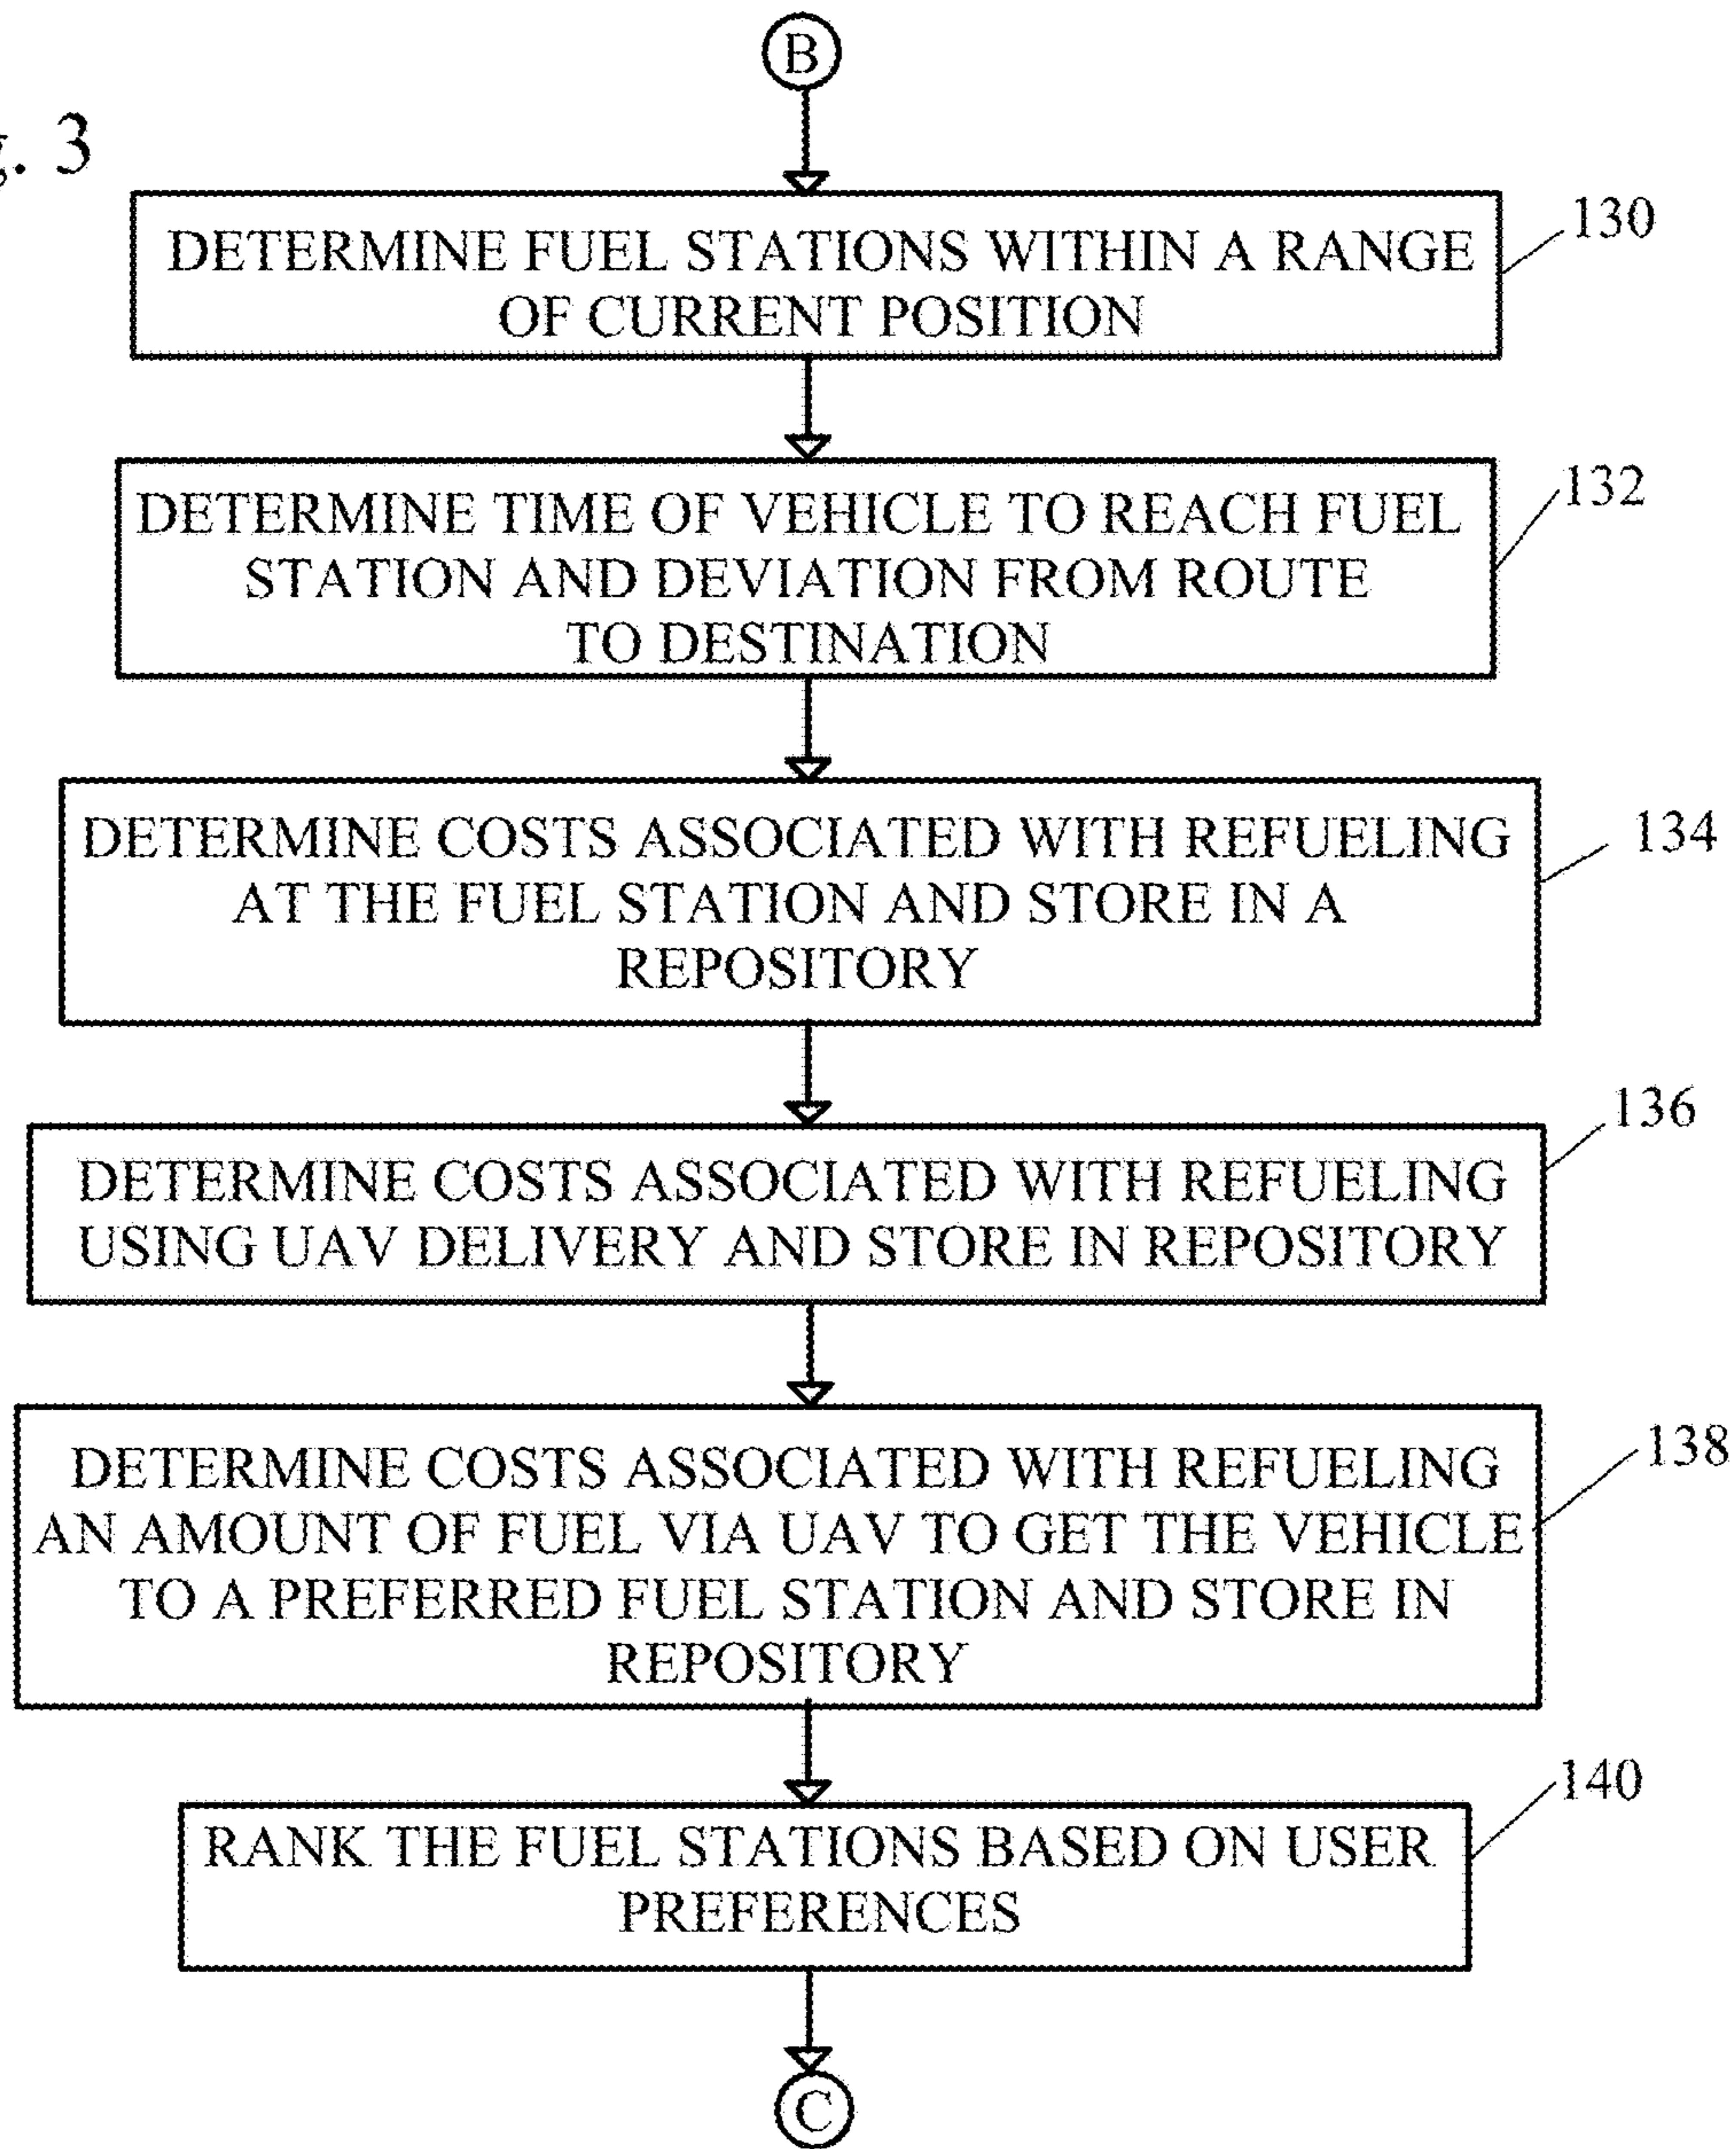 B
g. 3
130
DETERMINE FUEL STATIONS WITHIN A RANGE
OF CURRENT POSITION
132
DETERMINE TIME OF VEHICLE TO REACH FUEL
STATION AND DEVIATION FROM ROUTE
TO DESTINATION
134
DETERMINE COSTS ASSOCIATED WITH REFUELING
AT THE FUEL STATION AND STORE IN A
REPOSITORY
136
DETERMINE COSTS ASSOCIATED WITH REFUELING
USING UAV DELIVERY AND STORE IN REPOSITORY
138
DETERMINE COSTS ASSOCIATED WITH REFUELING
AN AMOUNT OF FUEL VIA UAV TO GET THE VEHICLE
TO A PREFERRED FUEL STATION AND STORE IN
REPOSITORY
140
RANK THE FUEL STATIONS BASED ON USER
PREFERENCES
C